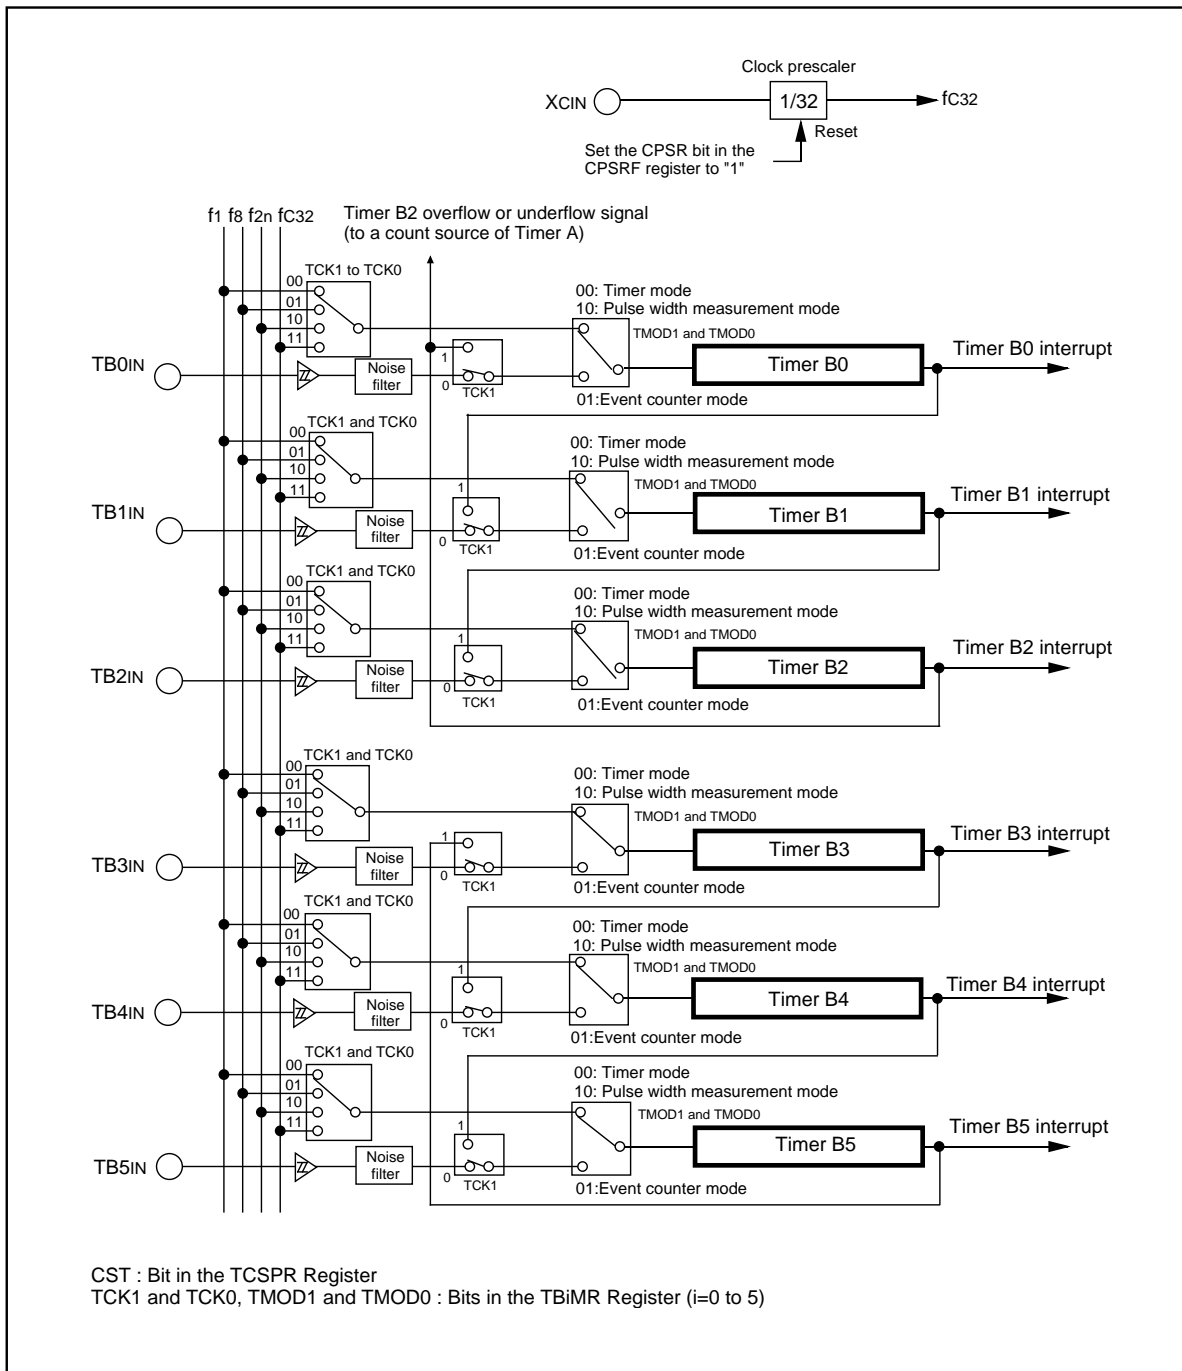 Clock prescaler
XCIN
1/32
fC32
Reset
Set the CPSR bit in the
CPSRF register to "1"
f1 f8 f2n fC32
Timer B2 overflow or underflow signal
(to a count source of Timer A)
TCK1 to TCK0
00
01
10
11
00: Timer mode
10: Pulse width measurement mode
TMOD1 and TMOD0
TB0IN
Noise
filter
1
0
TCK1
Timer B0
Timer B0 interrupt
01:Event counter mode
TCK1 and TCK0
00
01
10
11
00: Timer mode
10: Pulse width measurement mode
TMOD1 and TMOD0
TB1IN
Noise
filter
1
0
TCK1
Timer B1
Timer B1 interrupt
01:Event counter mode
TCK1 and TCK0
00
01
10
11
00: Timer mode
10: Pulse width measurement mode
TMOD1 and TMOD0
TB2IN
Noise
filter
1
0
TCK1
Timer B2
Timer B2 interrupt
01:Event counter mode
TCK1 and TCK0
00
01
10
11
00: Timer mode
10: Pulse width measurement mode
TMOD1 and TMOD0
TB3IN
Noise
filter
1
0
TCK1
Timer B3
Timer B3 interrupt
01:Event counter mode
TCK1 and TCK0
00
01
10
11
00: Timer mode
10: Pulse width measurement mode
TMOD1 and TMOD0
TB4IN
Noise
filter
1
0
TCK1
Timer B4
Timer B4 interrupt
01:Event counter mode
TCK1 and TCK0
00
01
10
11
00: Timer mode
10: Pulse width measurement mode
TMOD1 and TMOD0
TB5IN
Noise
filter
1
0
TCK1
Timer B5
Timer B5 interrupt
01:Event counter mode
CST : Bit in the TCSPR Register
TCK1 and TCK0, TMOD1 and TMOD0 : Bits in the TBiMR Register (i=0 to 5)